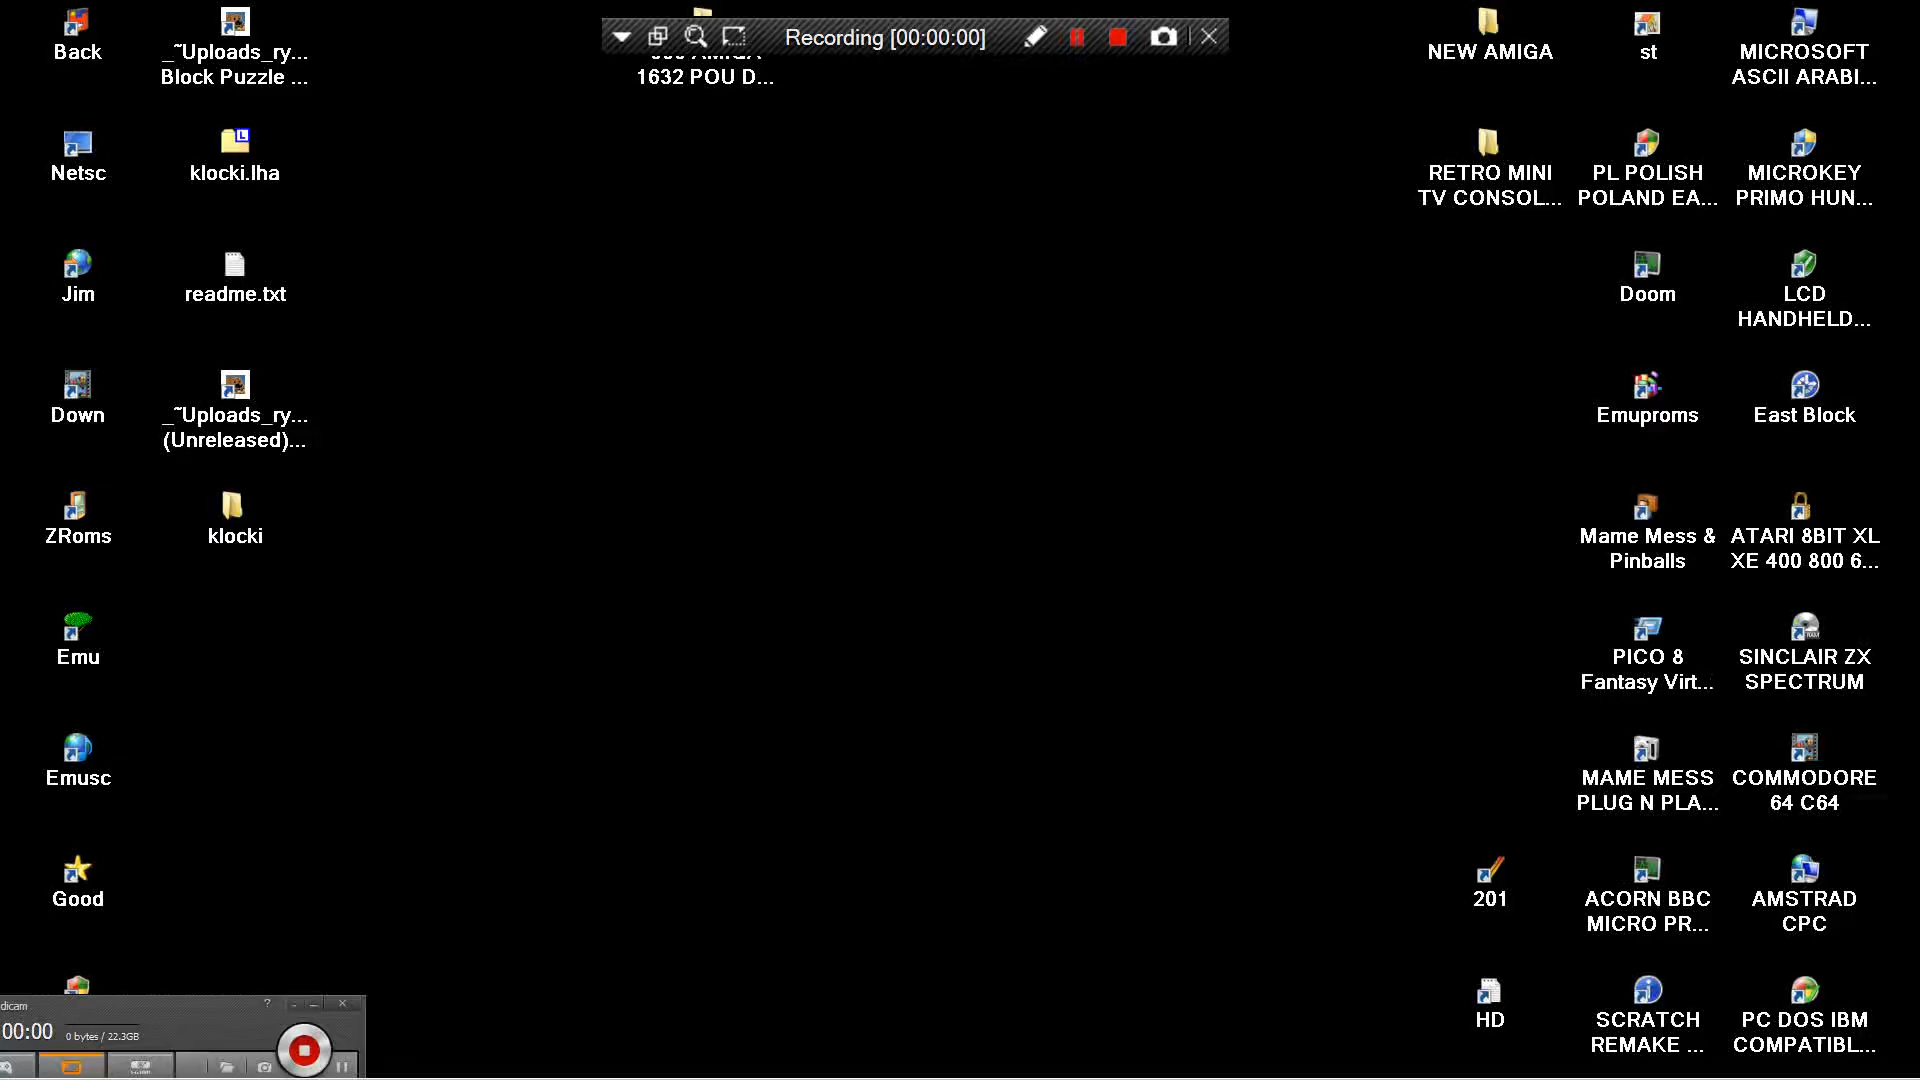 Recording [00:00:00]
Back
_~Uploads_ry...
Block Puzzle ...
1632 POU D...
NEW AMIGA
st
MICROSOFT
ASCII ARABI...
Netsc
klocki.lha
RETRO MINI
TV CONSOL...
PL POLISH
POLAND EA...
MICROKEY
PRIMO HUN...
Jim
readme.txt
Doom
LCD
HANDHELD...
Down
_~Uploads_ry...
(Unreleased)...
Emuproms
East Block
ZRoms
klocki
Mame Mess &
Pinballs
ATARI 8BIT XL
XE 400 800 6...
Emu
PICO 8
Fantasy Virt...
SINCLAIR ZX
SPECTRUM
Emusc
MAME MESS
PLUG N PLA...
COMMODORE
64 C64
Good
201
ACORN BBC
MICRO PR...
AMSTRAD
CPC
HD
SCRATCH
REMAKE ...
PC DOS IBM
COMPATIBL...
dicam
00:00
0 bytes / 22.3GB